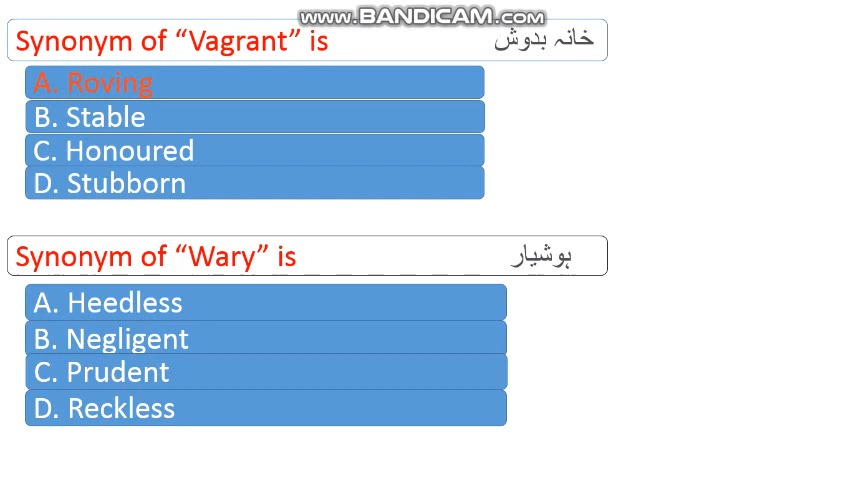 www.BANDICAM.com
Synonym of “Vagrant” is خانہ بدوش
A. Roving
B. Stable
C. Honoured
D. Stubborn
Synonym of “Wary” is ہوشیار
A. Heedless
B. Negligent
C. Prudent
D. Reckless